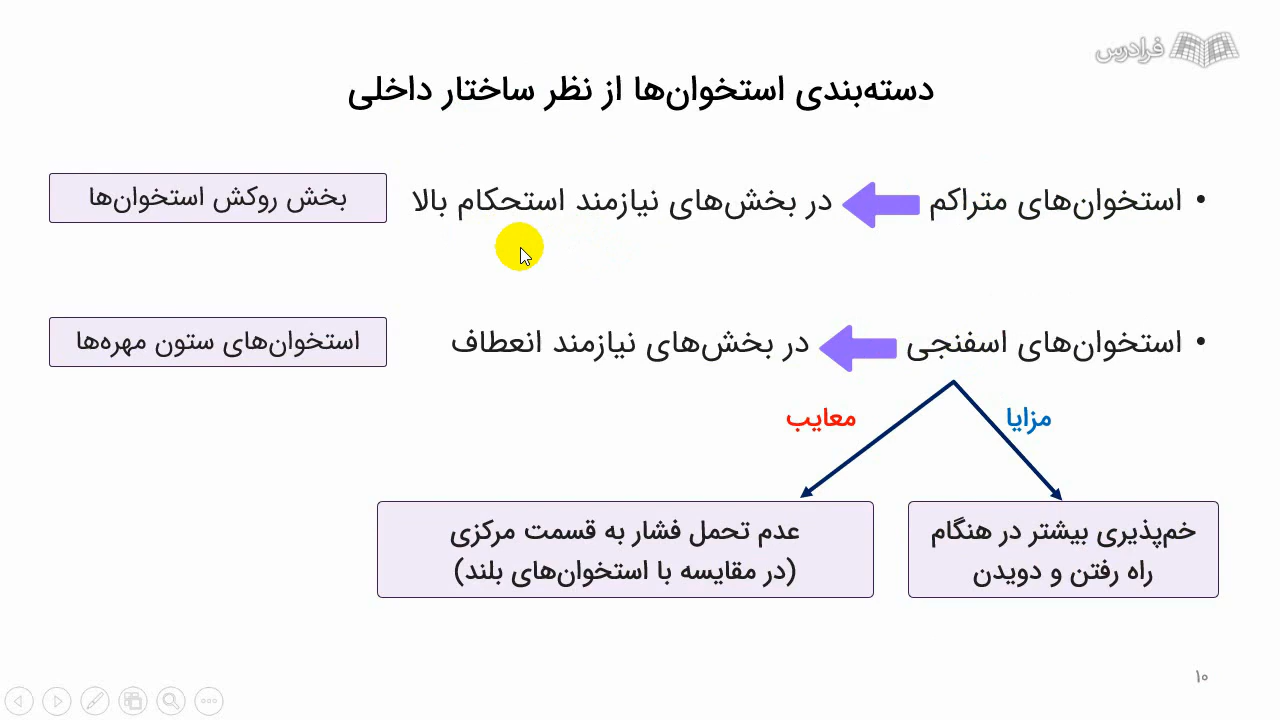 فرادرس
دسته‌بندی استخوان‌ها از نظر ساختار داخلی
• استخوان‌های متراکم
در بخش‌های نیازمند استحکام بالا
بخش روکش استخوان‌ها
• استخوان‌های اسفنجی
در بخش‌های نیازمند انعطاف
استخوان‌های ستون مهره‌ها
مزایا
معایب
خم‌پذیری بیشتر در هنگام
راه رفتن و دویدن
عدم تحمل فشار به قسمت مرکزی
(در مقایسه با استخوان‌های بلند)
۱۰